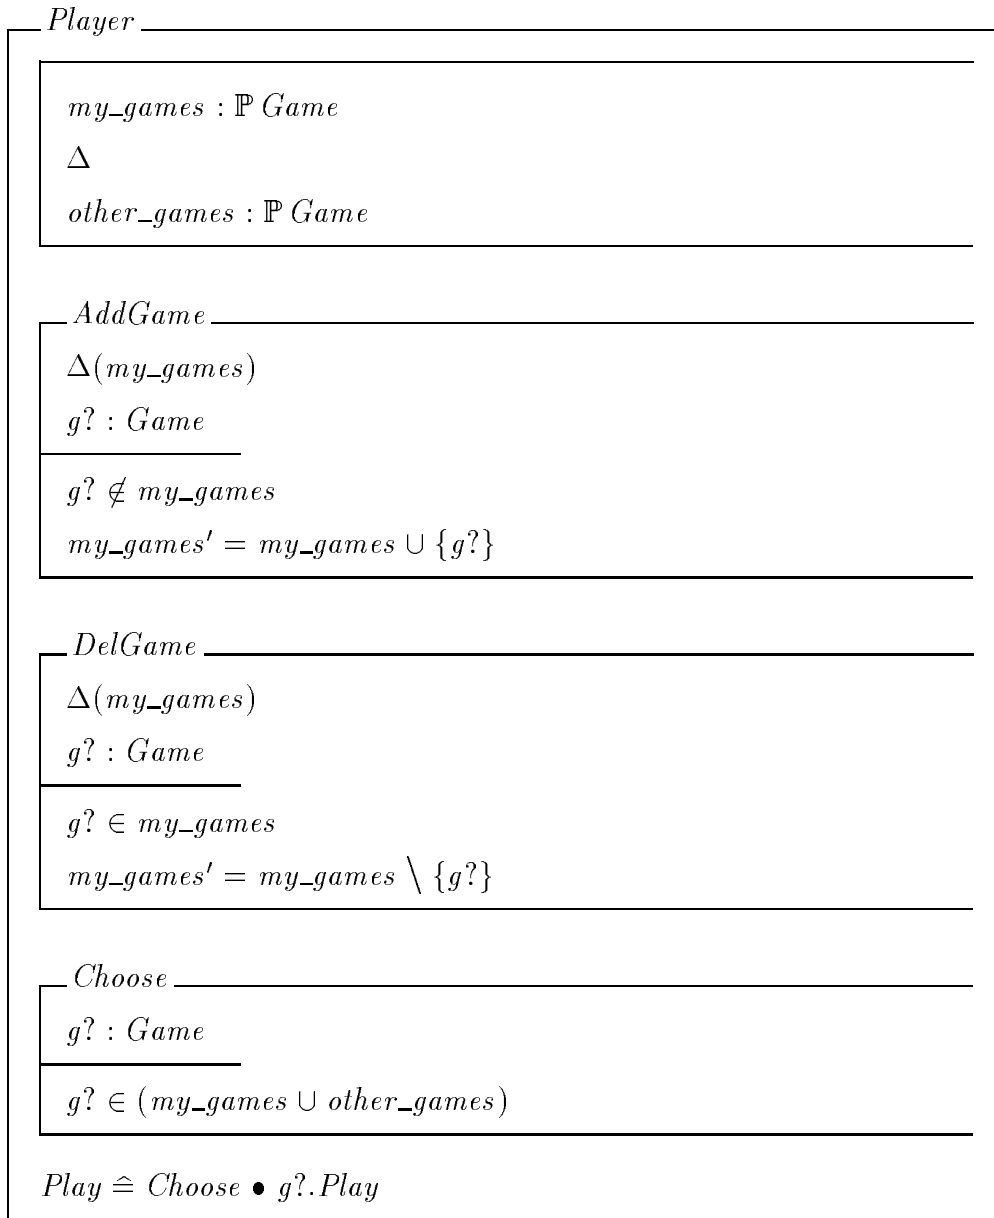 Player
my_games : ℙ Game
Δ
other_games : ℙ Game
AddGame
Δ(my_games)
g? : Game
g? ∉ my_games
my_games′ = my_games ∪ {g?}
DelGame
Δ(my_games)
g? : Game
g? ∈ my_games
my_games′ = my_games \ {g?}
Choose
g? : Game
g? ∈ (my_games ∪ other_games)
Play ≙ Choose • g?.Play